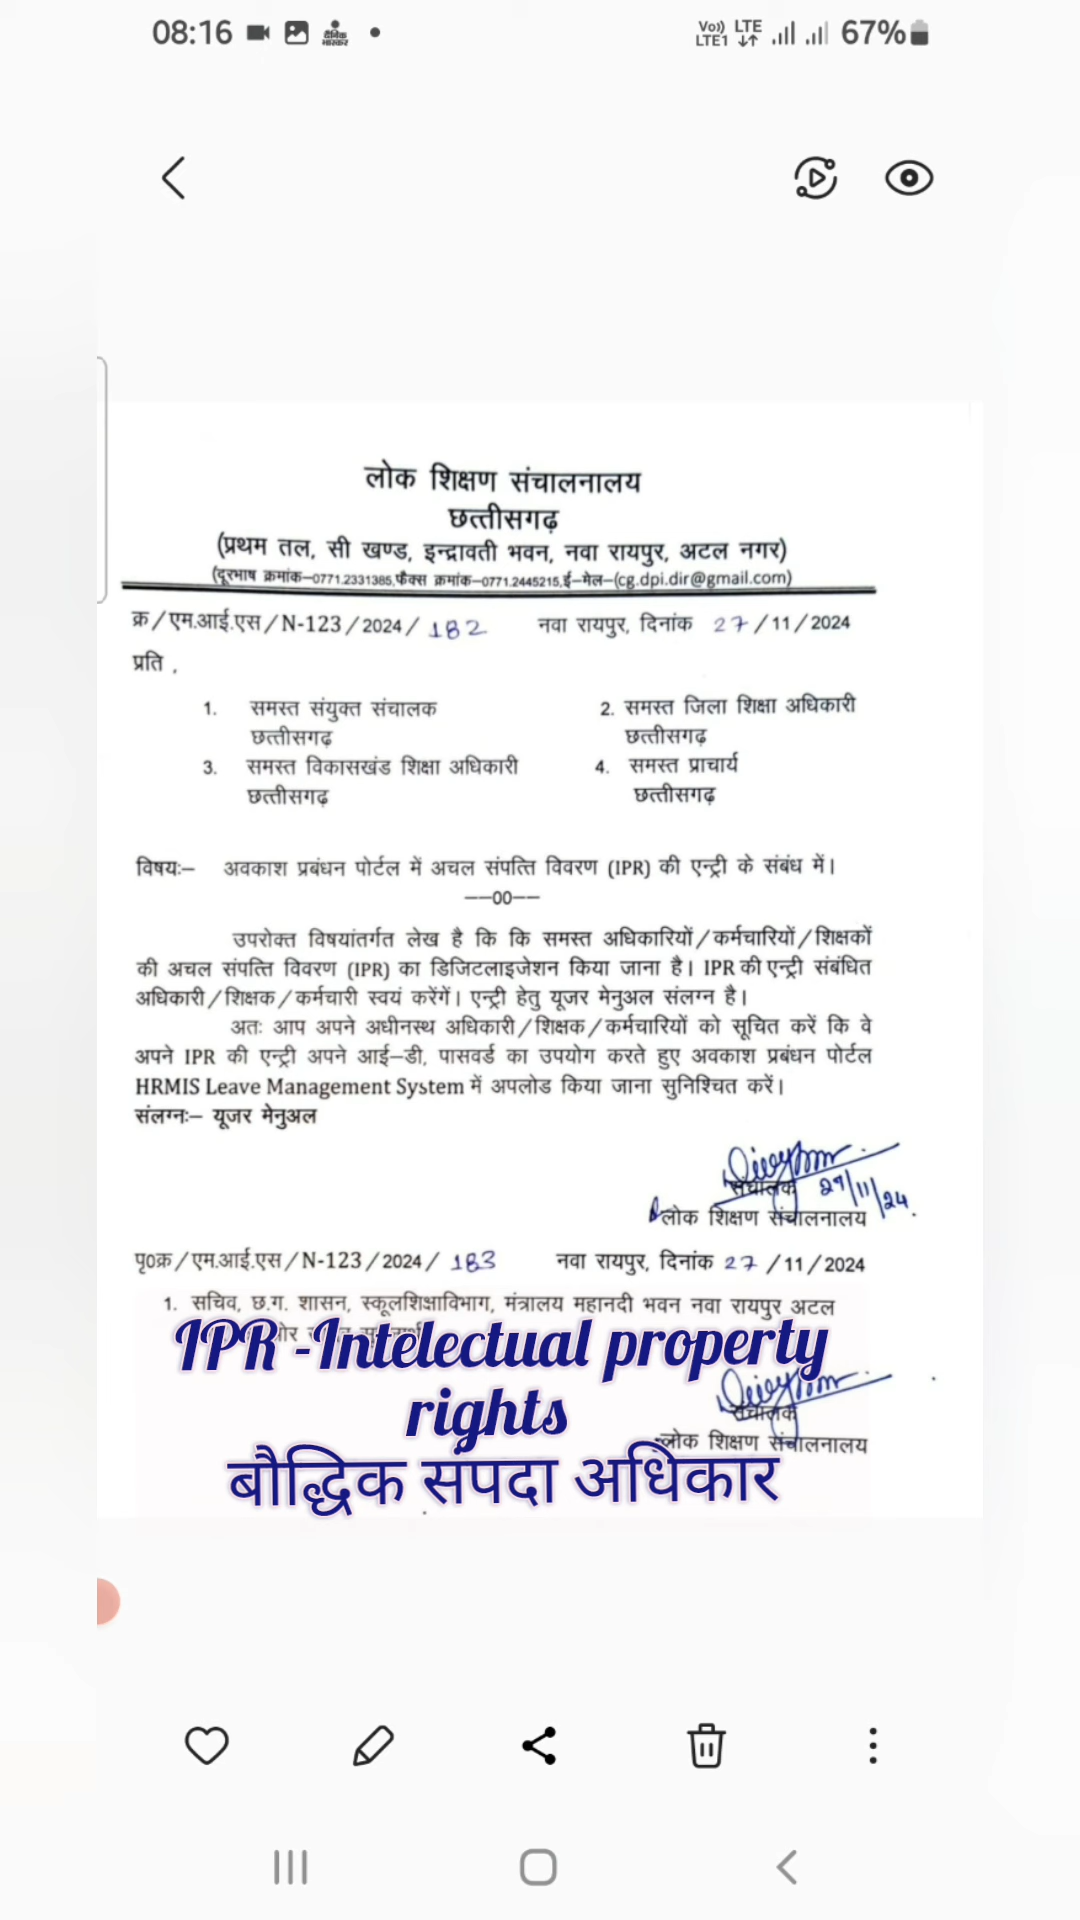 08:16
दैनिक भास्कर
Vo)) LTE
LTE1
67%
लोक शिक्षण संचालनालय
छत्तीसगढ़
(प्रथम तल, सी खण्ड, इन्द्रावती भवन, नवा रायपुर, अटल नगर)
(दूरभाष क्रमांक–0771.2331385,फैक्स क्रमांक–0771.2445215,ई–मेल–(cg.dpi.dir@gmail.com)
क्र/एम.आई.एस/N-123/2024/ 182 नवा रायपुर, दिनांक 27/11/2024
प्रति ,
1. समस्त संयुक्त संचालक 2. समस्त जिला शिक्षा अधिकारी
छत्तीसगढ़ छत्तीसगढ़
3. समस्त विकासखंड शिक्षा अधिकारी 4. समस्त प्राचार्य
छत्तीसगढ़ छत्तीसगढ़
विषयः– अवकाश प्रबंधन पोर्टल में अचल संपत्ति विवरण (IPR) की एन्ट्री के संबंध में।
––00––
उपरोक्त विषयांतर्गत लेख है कि कि समस्त अधिकारियों/कर्मचारियों/शिक्षकों
की अचल संपत्ति विवरण (IPR) का डिजिटलाइजेशन किया जाना है। IPR की एन्ट्री संबंधित
अधिकारी/शिक्षक/कर्मचारी स्वयं करेंगें। एन्ट्री हेतु यूजर मेनुअल संलग्न है।
अतः आप अपने अधीनस्थ अधिकारी/शिक्षक/कर्मचारियों को सूचित करें कि वे
अपने IPR की एन्ट्री अपने आई–डी, पासवर्ड का उपयोग करते हुए अवकाश प्रबंधन पोर्टल
HRMIS Leave Management System में अपलोड किया जाना सुनिश्चित करें।
संलग्नः– यूजर मेनुअल
संचालक 27/11/24
लोक शिक्षण संचालनालय
पृ0क्र/एम.आई.एस/N-123/2024/ 183 नवा रायपुर, दिनांक 27/11/2024
1. सचिव, छ.ग. शासन, स्कूलशिक्षाविभाग, मंत्रालय महानदी भवन नवा रायपुर अटल
IPR -Intelectual property
rights
संचालक
लोक शिक्षण संचालनालय
बौद्धिक संपदा अधिकार